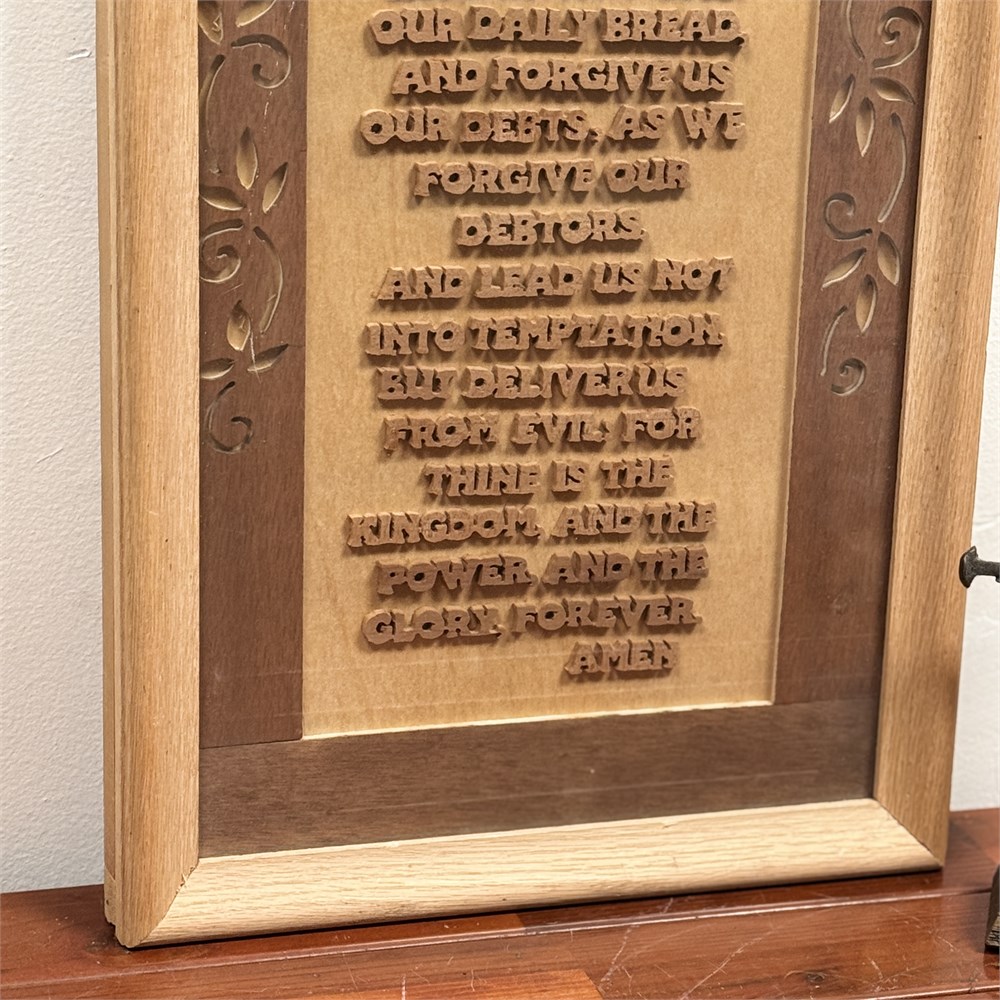 OUR DAILY BREAD,
AND FORGIVE US
OUR DEBTS, AS WE
FORGIVE OUR
DEBTORS.
AND LEAD US NOT
INTO TEMPTATION.
BUT DELIVER US
FROM EVIL; FOR
THINE IS THE
KINGDOM, AND THE
POWER, AND THE
GLORY, FOREVER.
AMEN